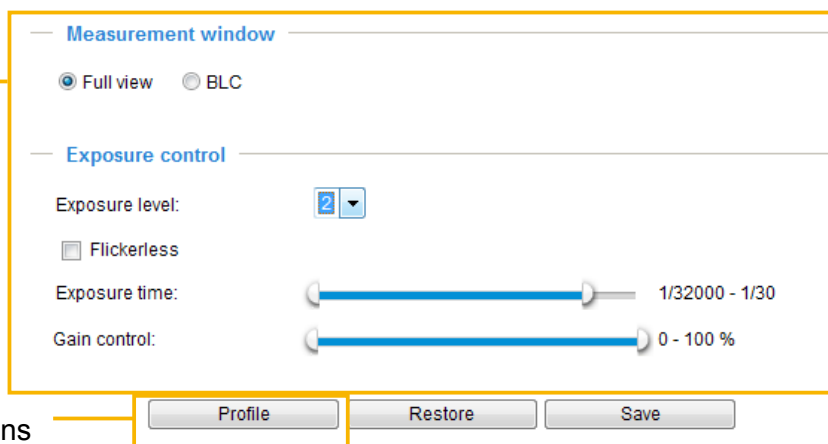 Measurement window
Full view BLC
Exposure control
Exposure level: 2
Flickerless
Exposure time: 1/32000 - 1/30
Gain control: 0 - 100 %
Profile Restore Save
ns